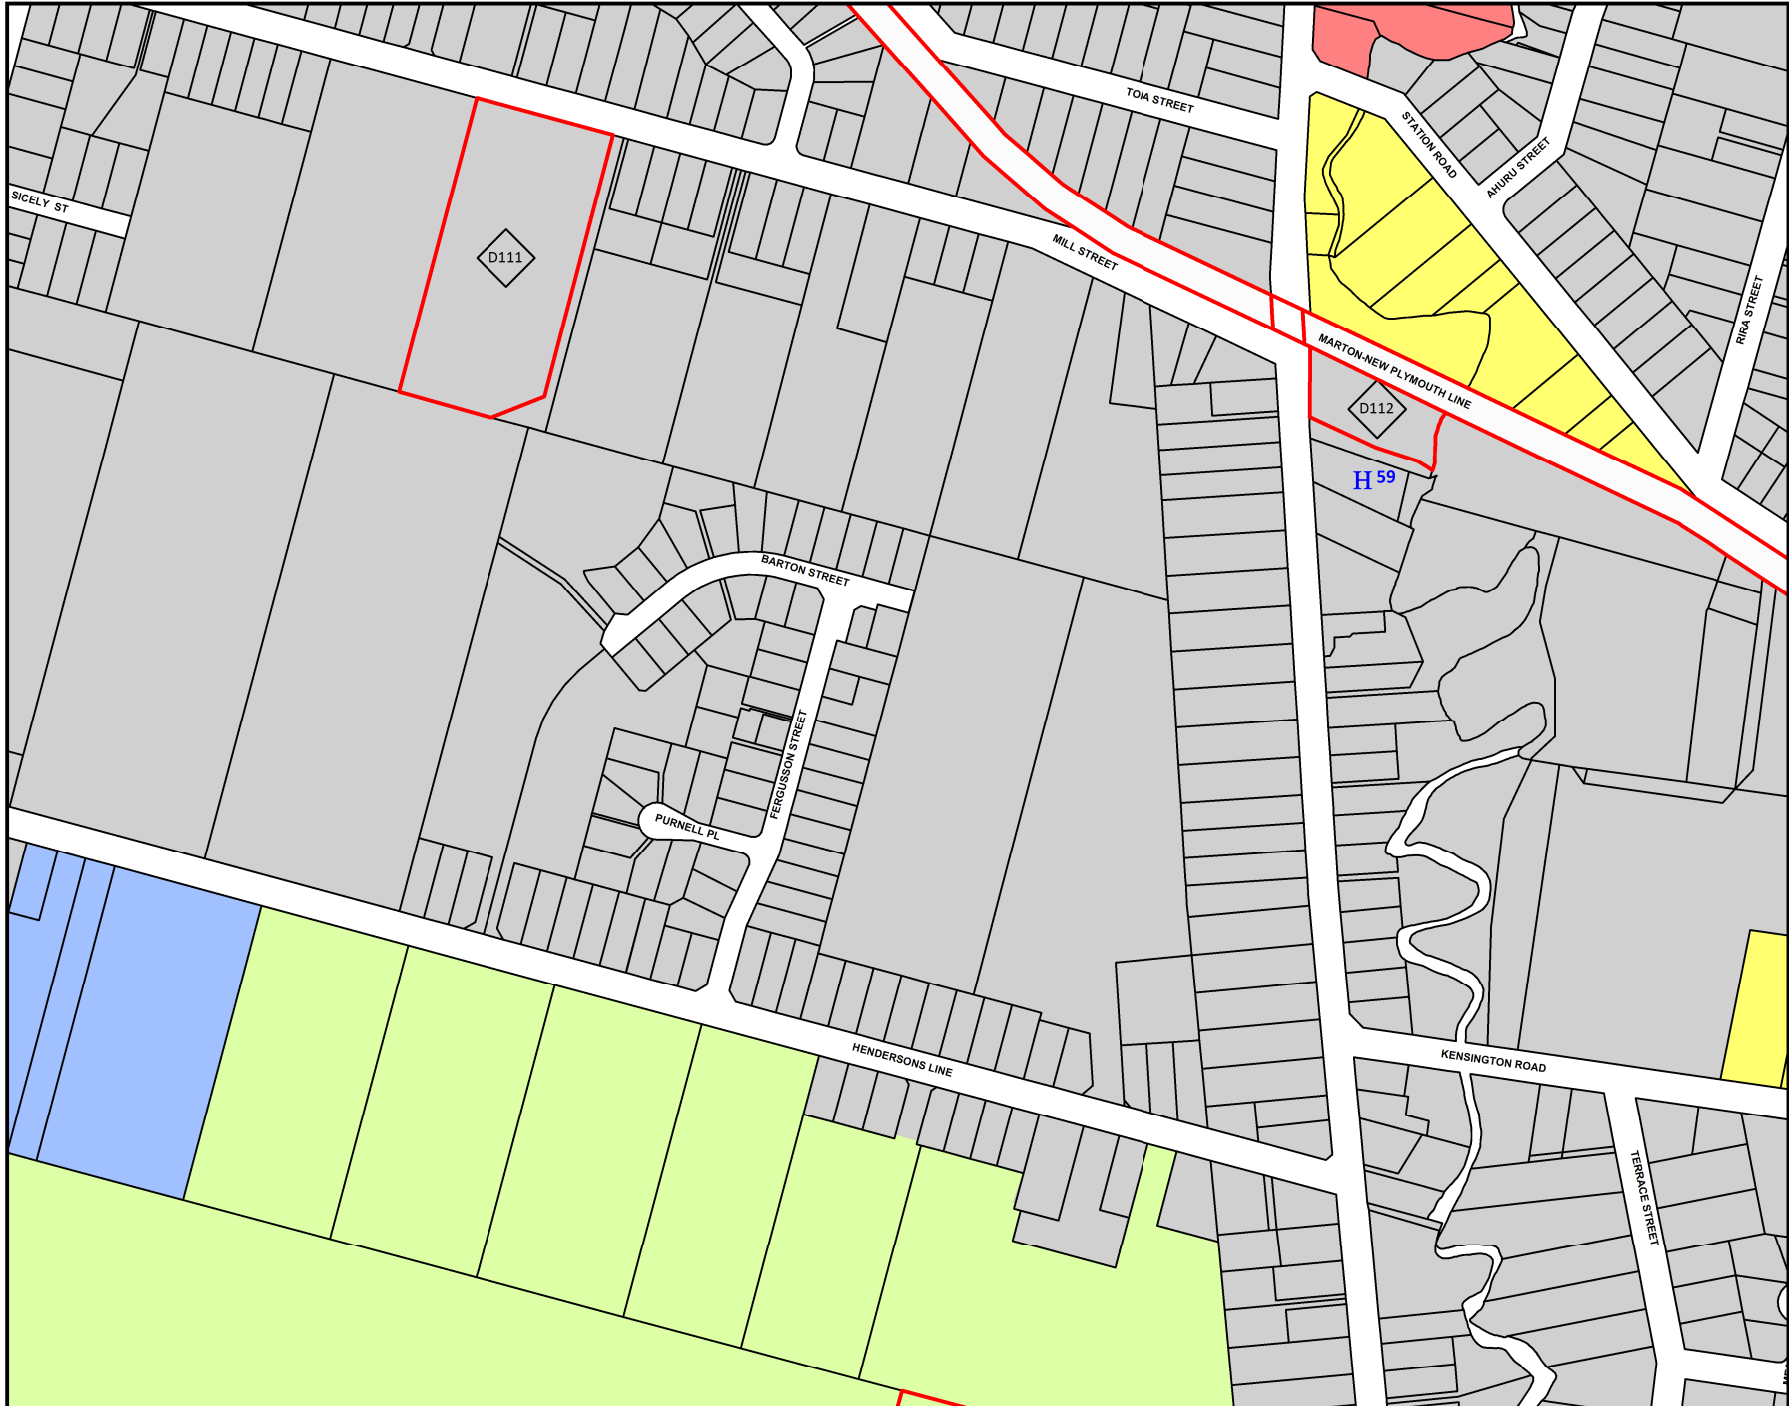 TOIA STREET
STATION ROAD
AHURU STREET
SICELY ST
MILL STREET
D111
RIRA STREET
MARTON-NEW PLYMOUTH LINE
D112
H 59
BARTON STREET
FERGUSSON STREET
PURNELL PL
HENDERSONS LINE
KENSINGTON ROAD
TERRACE STREET